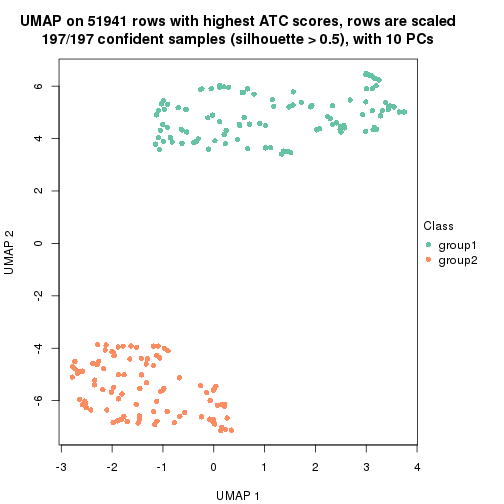 UMAP on 51941 rows with highest ATC scores, rows are scaled
197/197 confident samples (silhouette > 0.5), with 10 PCs
6
4
2
0
-2
-4
-6
UMAP 2
Class
group1
group2
-3 -2 -1 0 1 2 3 4
UMAP 1